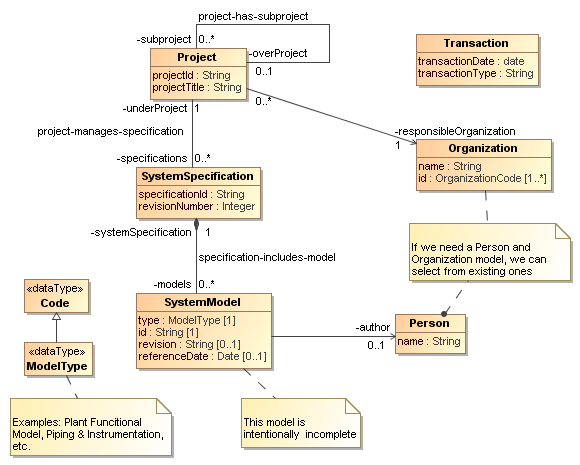 project-has-subproject
-subproject 0..*
-overProject
0..1
Project
projectId : String
projectTitle : String
Transaction
transactionDate : date
transactionType : String
-underProject 1
0..*
project-manages-specification
-responsibleOrganization
1
Organization
name : String
id : OrganizationCode [1..*]
-specifications 0..*
SystemSpecification
specificationId : String
revisionNumber : Integer
-systemSpecification 1
If we need a Person and
Organization model, we can
select from existing ones
specification-includes-model
-models 0..*
SystemModel
type : ModelType [1]
id : String [1]
revision : String [0..1]
referenceDate : Date [0..1]
-author
0..1
Person
name : String
«dataType»
Code
«dataType»
ModelType
Examples: Plant Funcitional
Model, Piping & Instrumentation,
etc.
This model is
intentionally incomplete